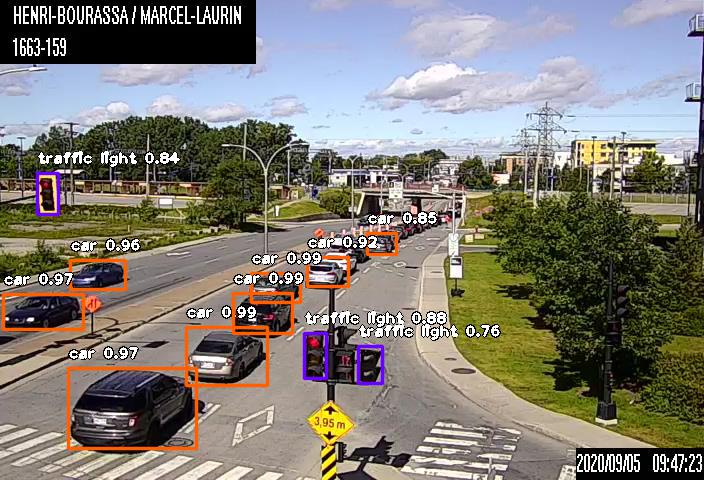 HENRI-BOURASSA / MARCEL-LAURIN
1663-159
traffic light 0.84
car 0.85
car 0.92
car 0.96
car 0.99
car 0.97
car 0.99
car 0.99
traffic light 0.88
traffic light 0.76
car 0.97
3,95 m
2020/09/05 09:47:23